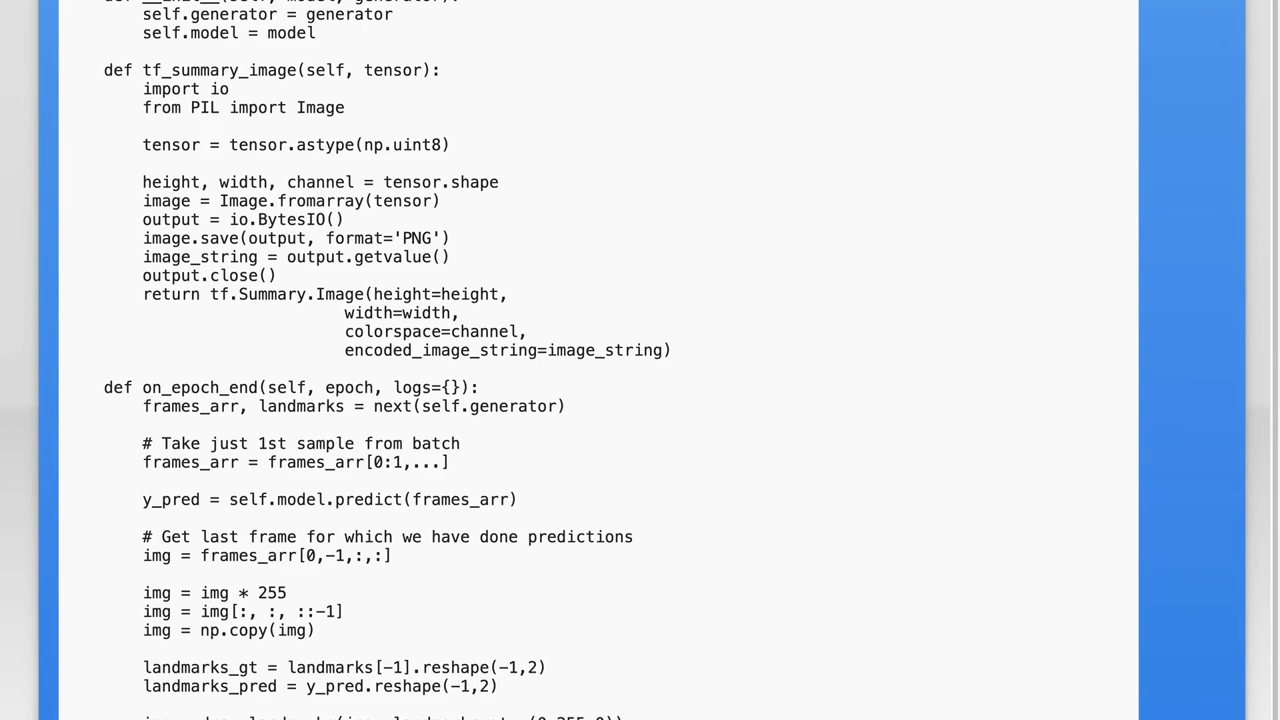 self.generator = generator
self.model = model
def tf_summary_image(self, tensor):
import io
from PIL import Image
tensor = tensor.astype(np.uint8)
height, width, channel = tensor.shape
image = Image.fromarray(tensor)
output = io.BytesIO()
image.save(output, format='PNG')
image_string = output.getvalue()
output.close()
return tf.Summary.Image(height=height,
width=width,
colorspace=channel,
encoded_image_string=image_string)
def on_epoch_end(self, epoch, logs={}):
frames_arr, landmarks = next(self.generator)
# Take just 1st sample from batch
frames_arr = frames_arr[0:1,...]
y_pred = self.model.predict(frames_arr)
# Get last frame for which we have done predictions
img = frames_arr[0,-1,:,:]
img = img * 255
img = img[:, :, ::-1]
img = np.copy(img)
landmarks_gt = landmarks[-1].reshape(-1,2)
landmarks_pred = y_pred.reshape(-1,2)